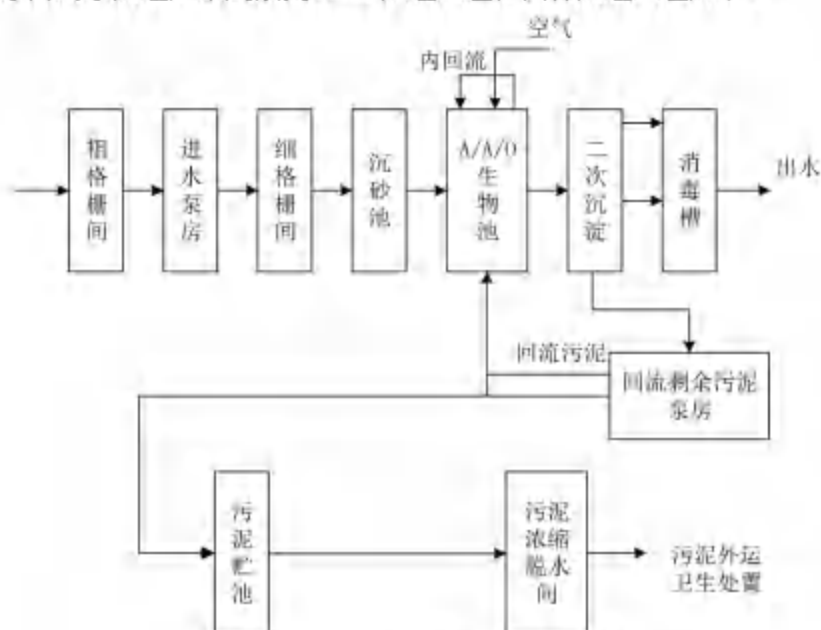 空气
内回流
粗格栅间
进水泵房
细格栅间
沉砂池
A/A/O
生物池
二次沉淀
消毒槽
出水
回流污泥
回流剩余污泥
泵房
污泥贮池
污泥
浓缩
脱水
间
污泥外运
卫生处置